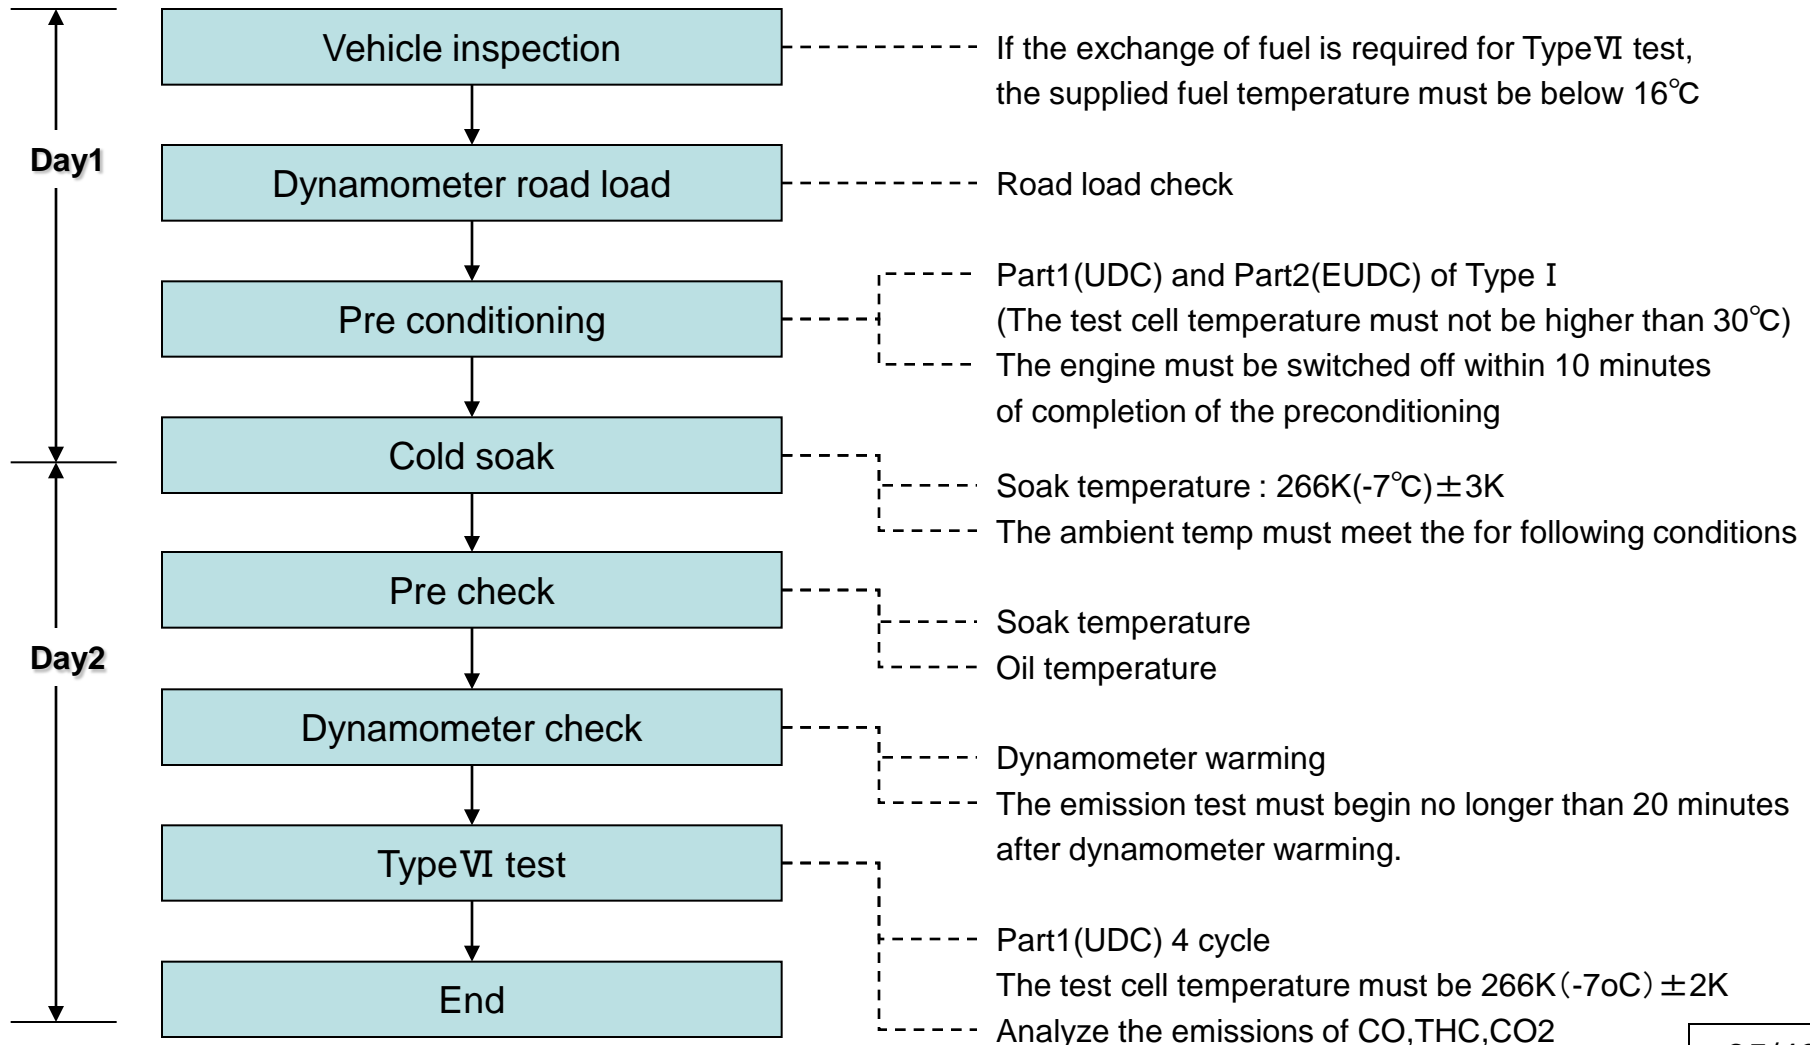 Vehicle inspection
If the exchange of fuel is required for TypeⅥ test,
the supplied fuel temperature must be below 16℃
Day1
Dynamometer road load
Road load check
Pre conditioning
Part1(UDC) and Part2(EUDC) of Type Ⅰ
(The test cell temperature must not be higher than 30℃)
The engine must be switched off within 10 minutes
of completion of the preconditioning
Cold soak
Soak temperature : 266K(-7℃)±3K
The ambient temp must meet the for following conditions
Pre check
Soak temperature
Oil temperature
Day2
Dynamometer check
Dynamometer warming
The emission test must begin no longer than 20 minutes
after dynamometer warming.
TypeⅥ test
Part1(UDC) 4 cycle
The test cell temperature must be 266K(-7oC)±2K
Analyze the emissions of CO,THC,CO2
End